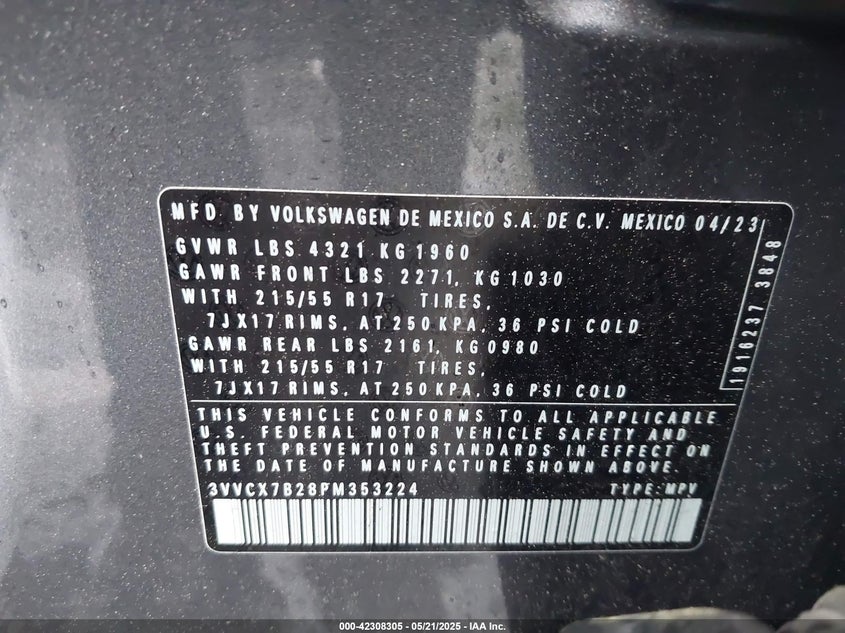 MFD. BY VOLKSWAGEN DE MEXICO S.A. DE C.V. MEXICO 04/23
GVWR LBS 4321 KG 1960
GAWR FRONT LBS 2271, KG 1030
WITH 215/55 R17 TIRES,
7JX17 RIMS, AT 250 KPA, 36 PSI COLD
GAWR REAR LBS 2161, KG 0980
WITH 215/55 R17 TIRES,
7JX17 RIMS, AT 250 KPA, 36 PSI COLD
1916237 3848
THIS VEHICLE CONFORMS TO ALL APPLICABLE
U.S. FEDERAL MOTOR VEHICLE SAFETY AND
THEFT PREVENTION STANDARDS IN EFFECT ON
THE DATE OF MANUFACTURE SHOWN ABOVE.
3VVCX7B28PM353224 TYPE:MPV
000-42308305 - 05/21/2025 - IAA Inc.